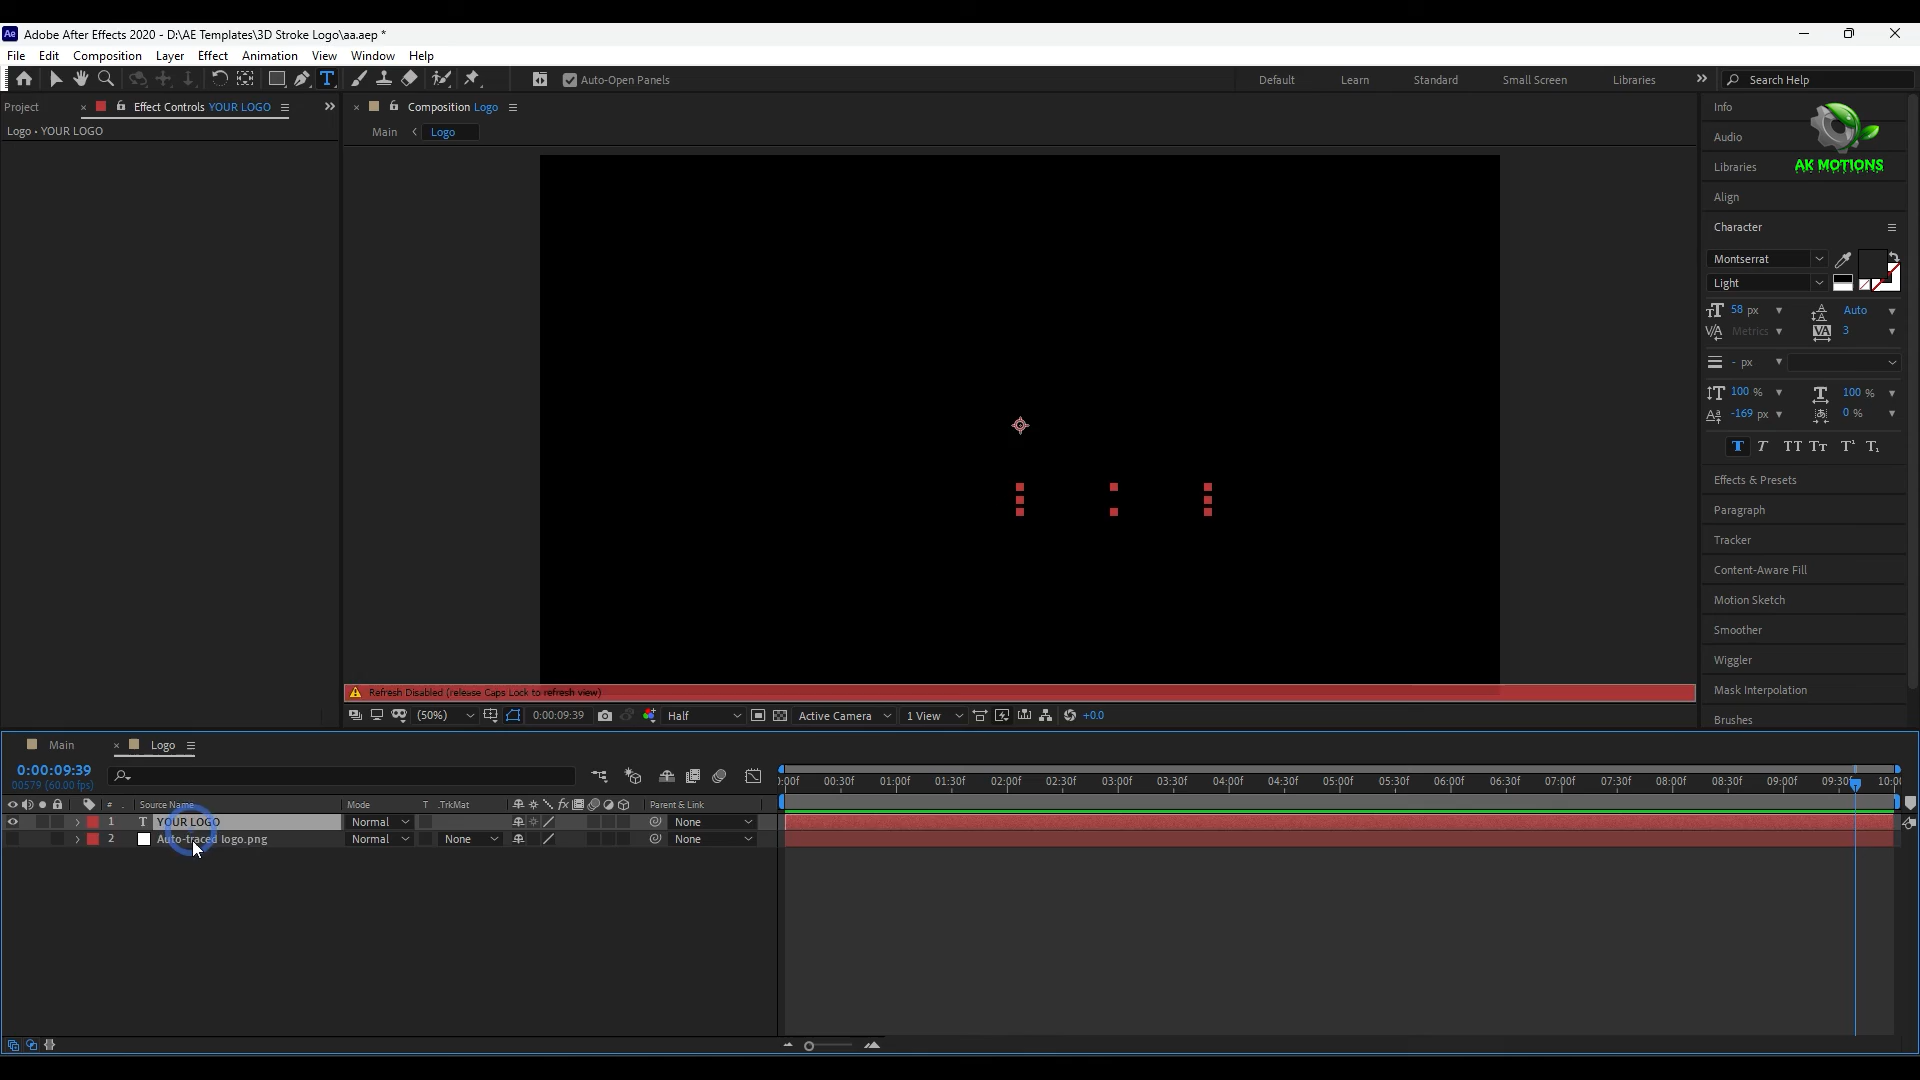 Adobe After Effects 2020 - D:\AE Templates\3D Stroke Logo\aa.aep *
File Edit Composition Layer Effect Animation View Window Help
Auto-Open Panels Default Learn Standard Small Screen Libraries Search Help
Project Effect Controls YOUR LOGO
Composition Logo
Logo • YOUR LOGO
Main Logo
Info
Audio
Libraries
AK MOTIONS
Align
Character
Montserrat
Light
58 px Auto
Metrics 3
- px
100 % 100 %
-169 px 0 %
Effects & Presets
Paragraph
Tracker
Content-Aware Fill
Motion Sketch
Smoother
Wiggler
Mask Interpolation
Brushes
Refresh Disabled (release Caps Lock to refresh view)
(50%) 0:00:09:39 Half Active Camera 1 View +0.0
Main Logo
0:00:09:39
00579 (60.00 fps)
):00f 00:30f 01:00f 01:30f 02:00f 02:30f 03:00f 03:30f 04:00f 04:30f 05:00f 05:30f 06:00f 06:30f 07:00f 07:30f 08:00f 08:30f 09:00f 09:30f 10:00
# Source Name Mode T .TrkMat Parent & Link
1 T YOUR LOGO Normal None
2 Auto-traced logo.png Normal None None